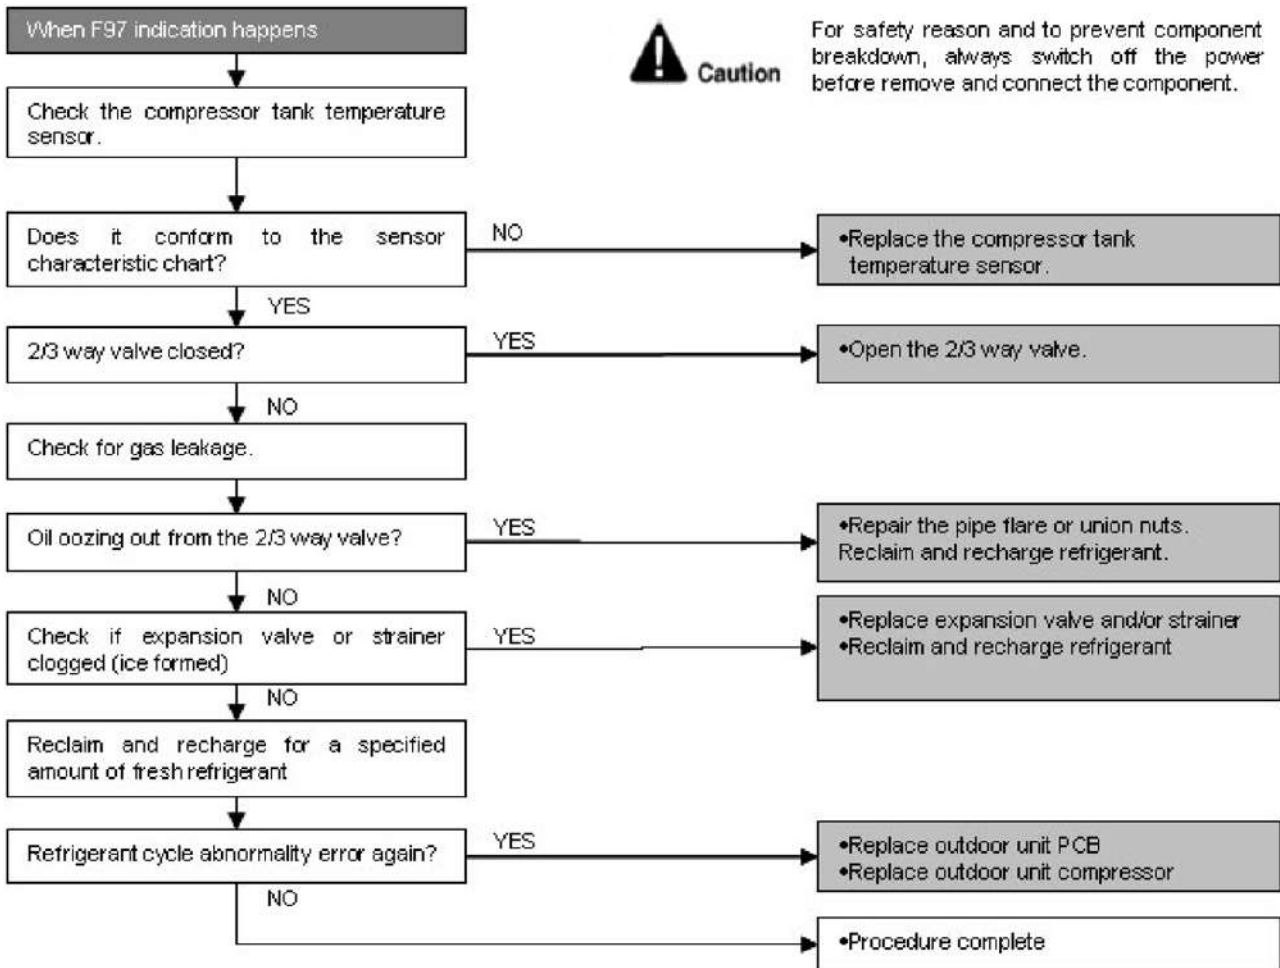 When F97 indication happens
Caution
For safety reason and to prevent component
breakdown, always switch off the power
before remove and connect the component.
Check the compressor tank temperature
sensor.
Does it conform to the sensor
characteristic chart?
NO
•Replace the compressor tank
temperature sensor.
YES
2/3 way valve closed?
YES
•Open the 2/3 way valve.
NO
Check for gas leakage.
Oil oozing out from the 2/3 way valve?
YES
•Repair the pipe flare or union nuts.
Reclaim and recharge refrigerant.
NO
Check if expansion valve or strainer
clogged (ice formed)
YES
•Replace expansion valve and/or strainer
•Reclaim and recharge refrigerant
NO
Reclaim and recharge for a specified
amount of fresh refrigerant
Refrigerant cycle abnormality error again?
YES
•Replace outdoor unit PCB
•Replace outdoor unit compressor
NO
•Procedure complete